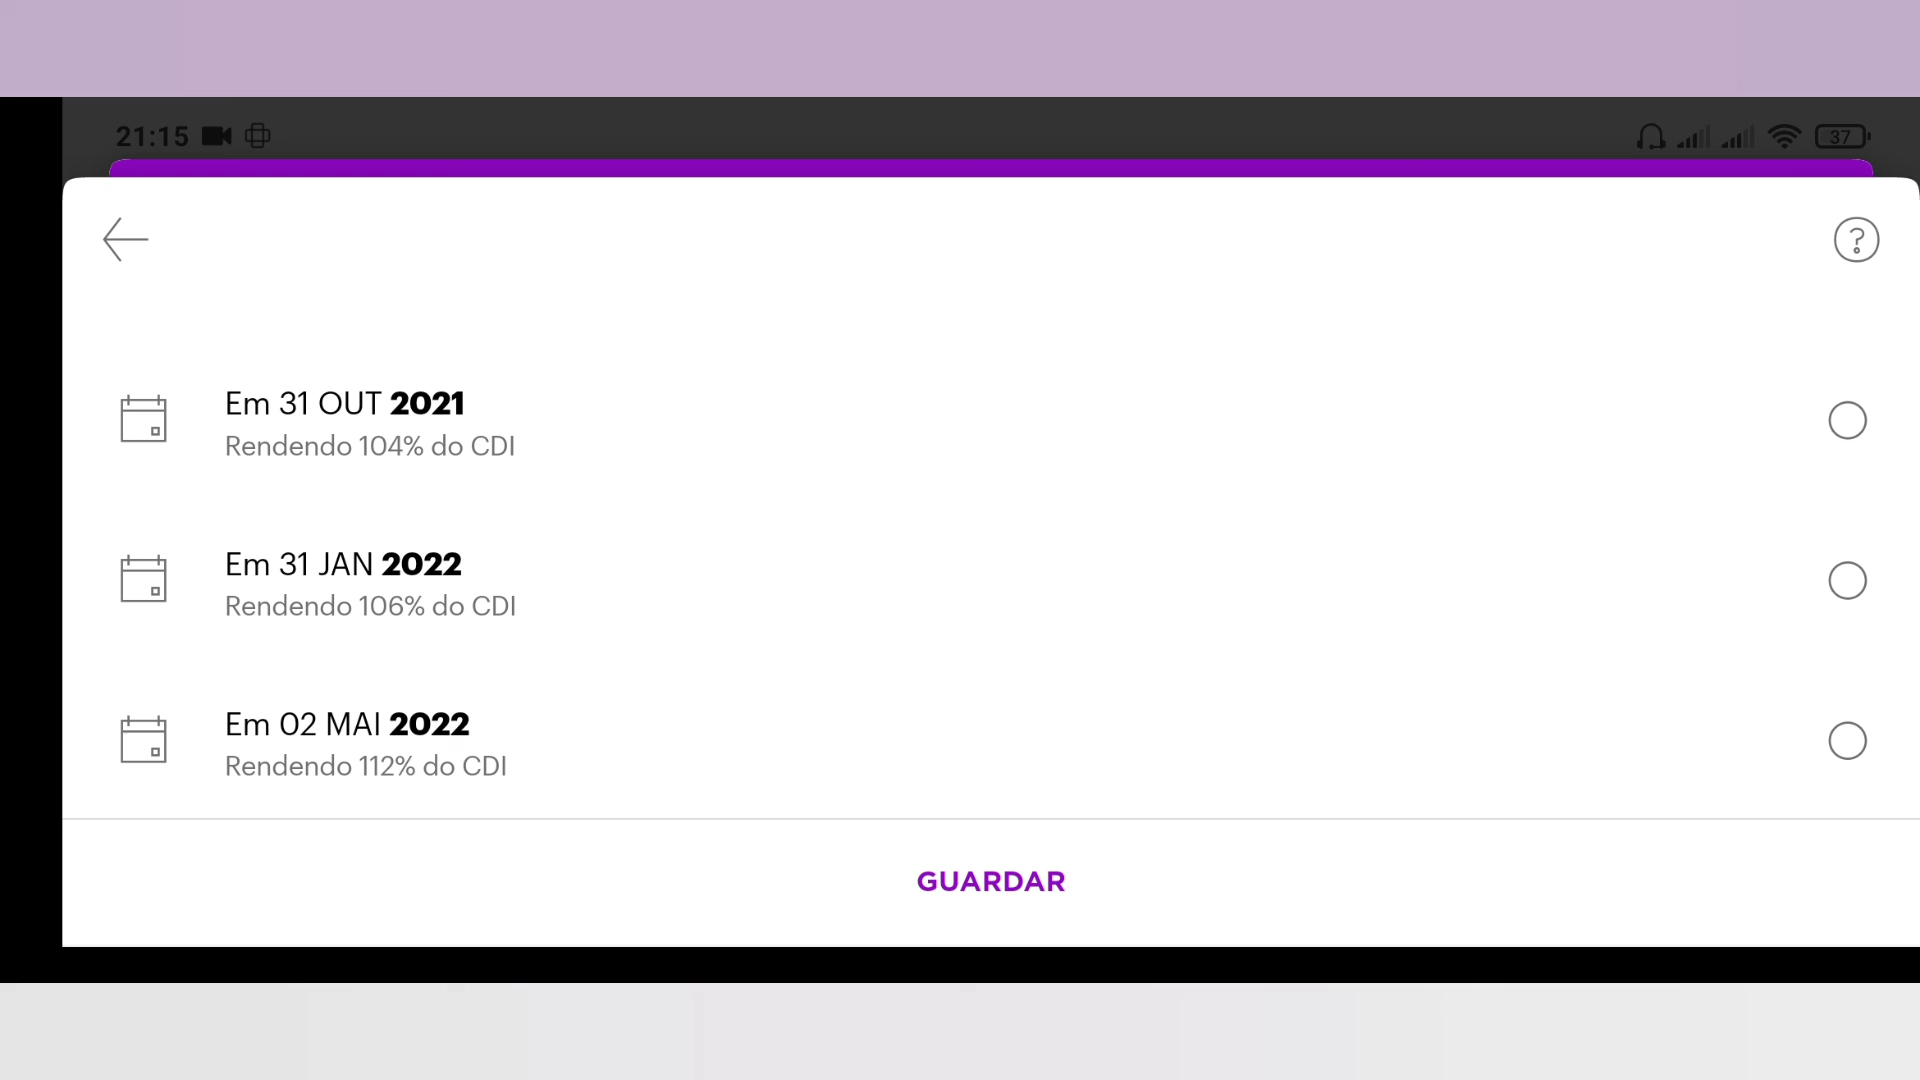 21:15
37
Em 31 OUT 2021
Rendendo 104% do CDI
Em 31 JAN 2022
Rendendo 106% do CDI
Em 02 MAI 2022
Rendendo 112% do CDI
GUARDAR